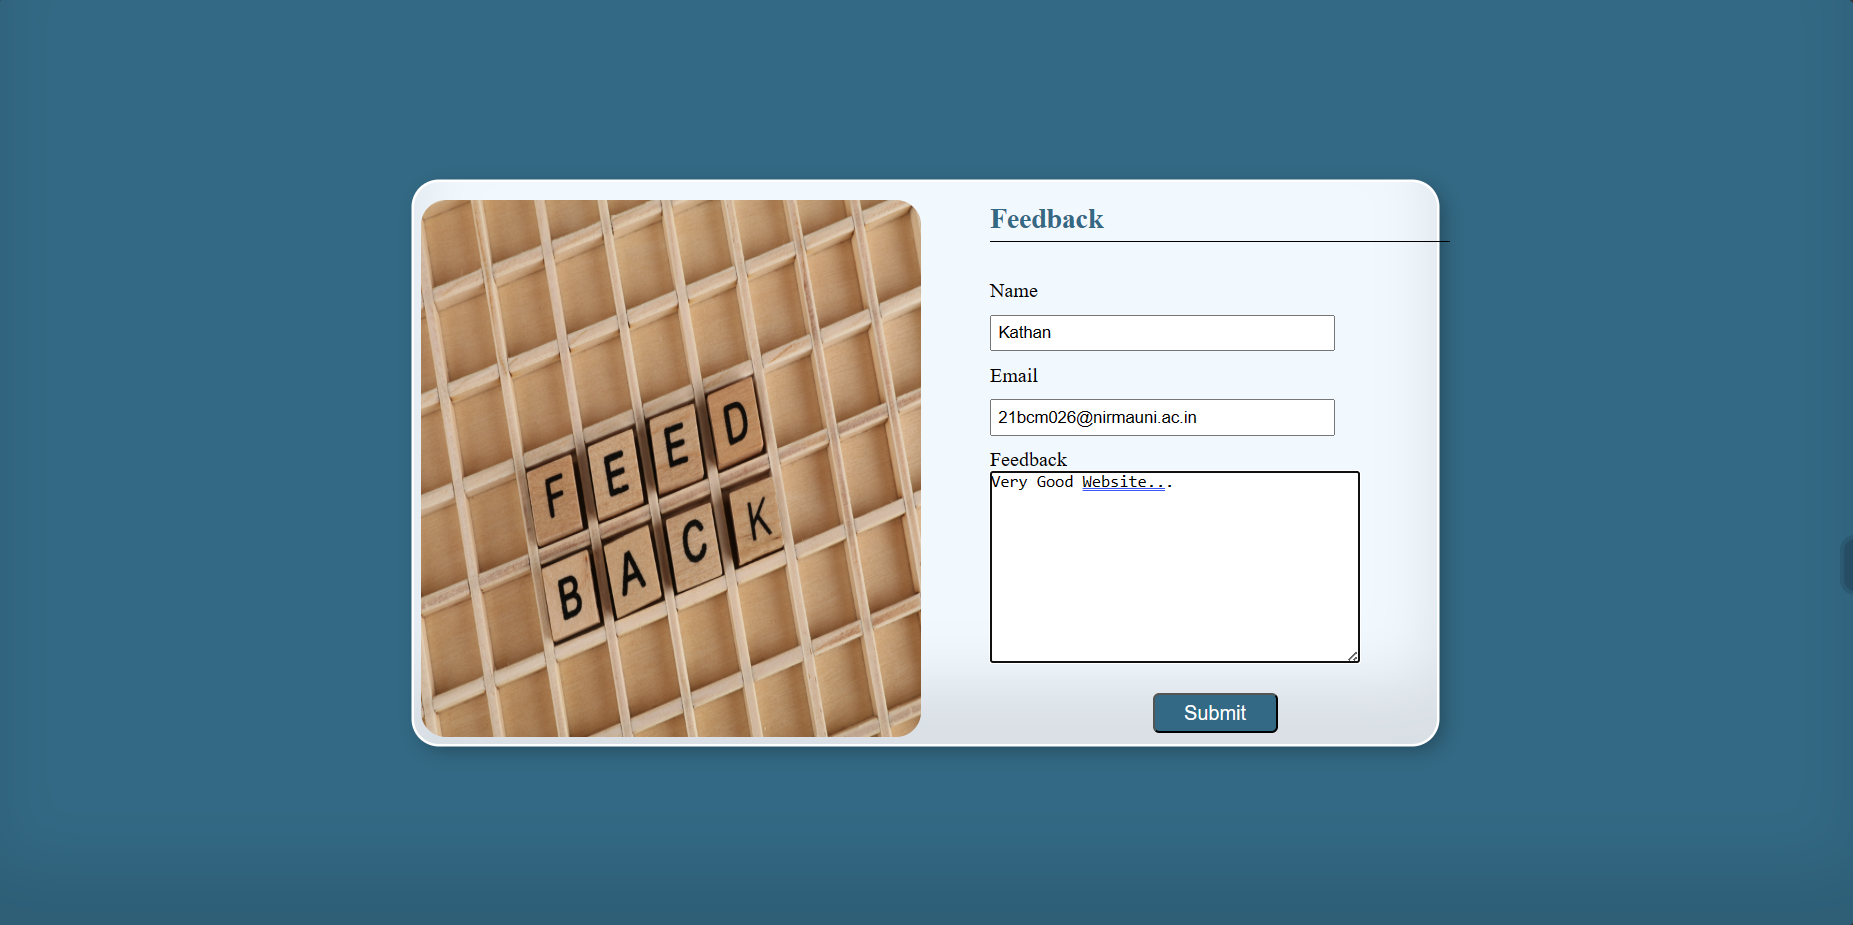 FEED
BACK
Feedback
Name
Kathan
Email
21bcm026@nirmauni.ac.in
Feedback
Very Good Website...
Submit